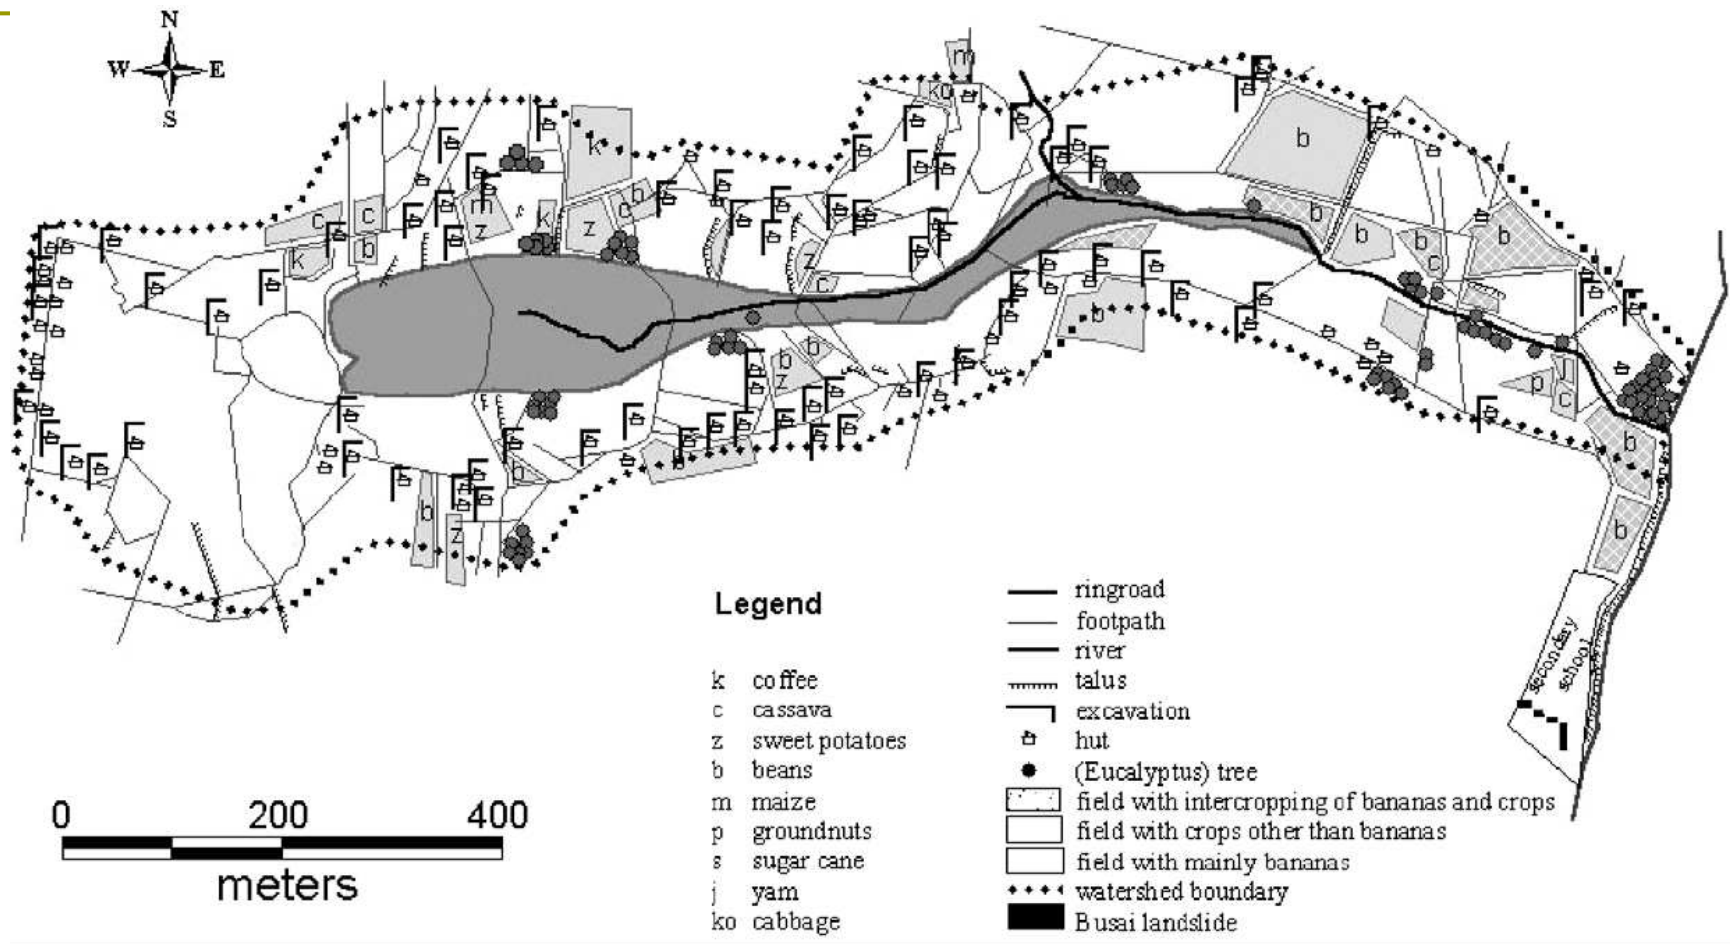 N
W E
S
m
ko
k
b
b
c
c
m
k
z
c
b
b
b
b
b
z
z
c
k
b
z
c
c
b
b
b
z
j
p
c
b
b
b
b
z
b
b
secondary
school
Legend
k coffee
c cassava
z sweet potatoes
b beans
m maize
p groundnuts
s sugar cane
j yam
ko cabbage
ringroad
footpath
river
talus
excavation
hut
(Eucalyptus) tree
field with intercropping of bananas and crops
field with crops other than bananas
field with mainly bananas
watershed boundary
Busai landslide
0 200 400
meters